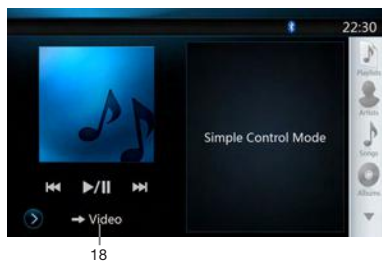 22:30
Playlists
Artists
Simple Control Mode
Songs
Albums
Video
18